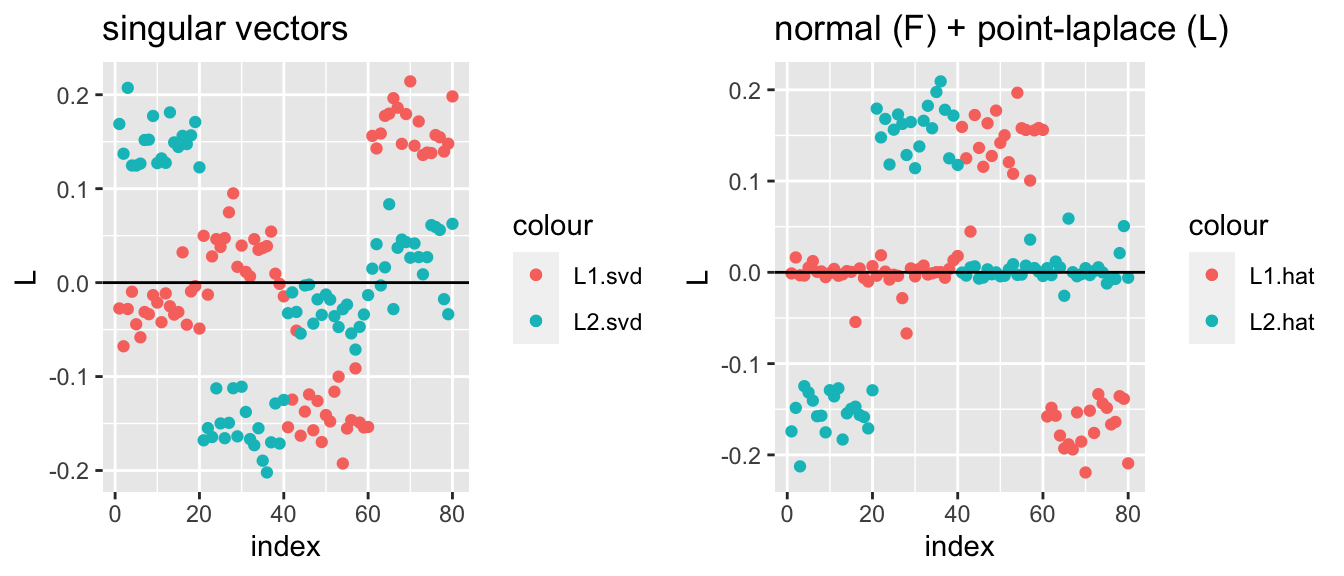 singular vectors
L
0.2
0.1
0.0
-0.1
-0.2
0 20 40 60 80
index
colour
L1.svd
L2.svd
normal (F) + point-laplace (L)
L
0.2
0.1
0.0
-0.1
-0.2
0 20 40 60 80
index
colour
L1.hat
L2.hat